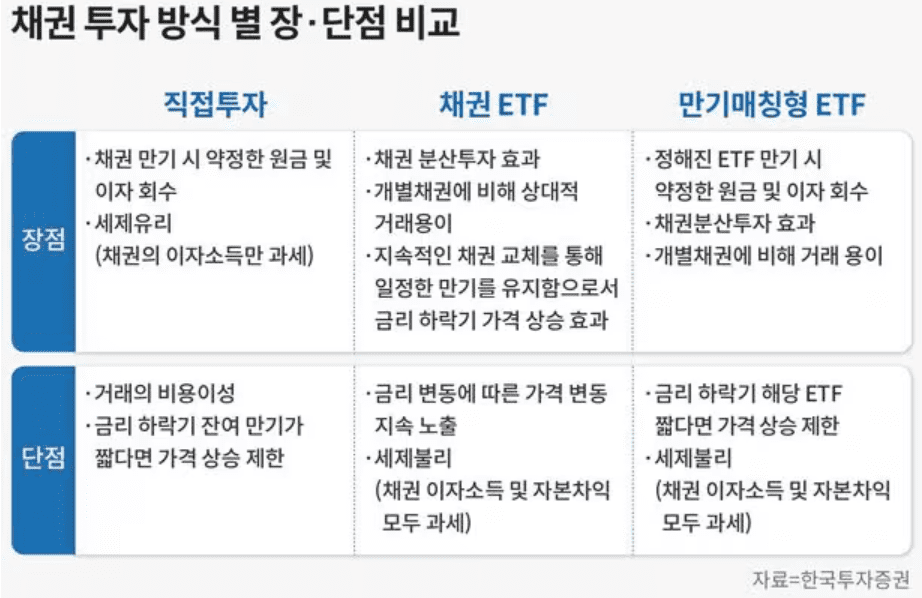 채권 투자 방식 별 장·단점 비교
직접투자
채권 ETF
만기매칭형 ETF
장점
·채권 만기 시 약정한 원금 및
이자 회수
·세제유리
(채권의 이자소득만 과세)
·채권 분산투자 효과
·개별채권에 비해 상대적
거래용이
·지속적인 채권 교체를 통해
일정한 만기를 유지함으로서
금리 하락기 가격 상승 효과
·정해진 ETF 만기 시
약정한 원금 및 이자 회수
·채권분산투자 효과
·개별채권에 비해 거래 용이
단점
·거래의 비용이성
·금리 하락기 잔여 만기가
짧다면 가격 상승 제한
·금리 변동에 따른 가격 변동
지속 노출
·세제불리
(채권 이자소득 및 자본차익
모두 과세)
·금리 하락기 해당 ETF
짧다면 가격 상승 제한
·세제불리
(채권 이자소득 및 자본차익
모두 과세)
자료=한국투자증권